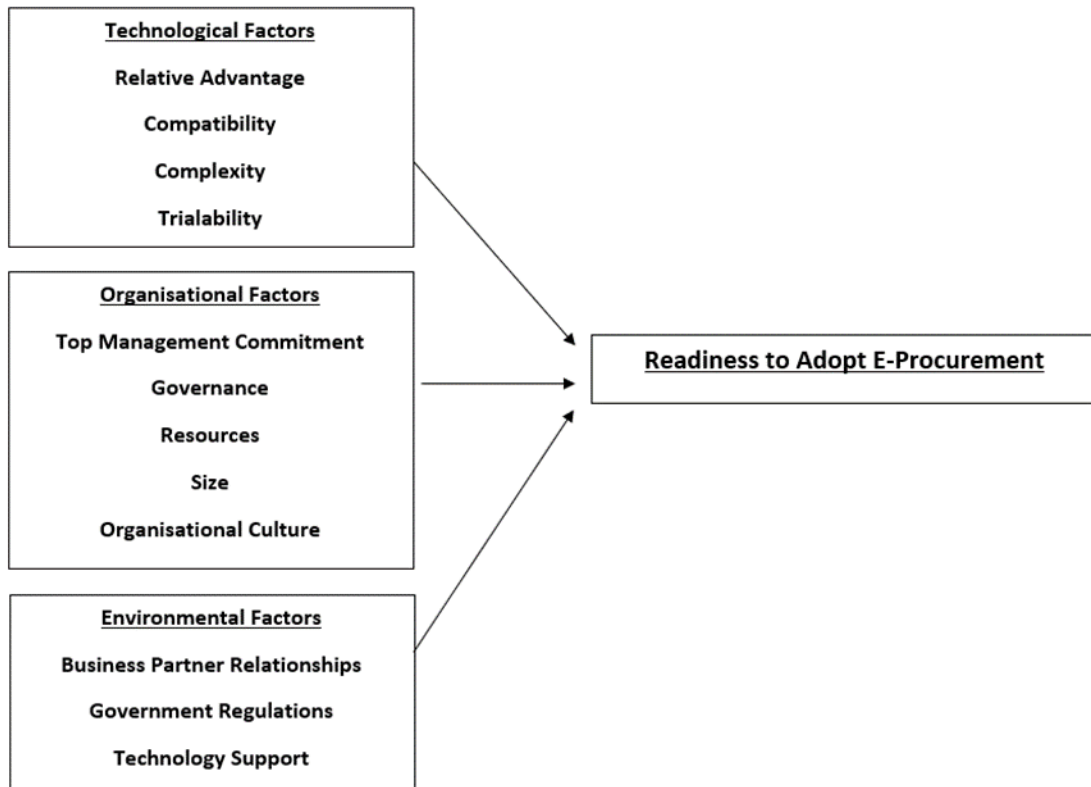 Technological Factors
Relative Advantage
Compatibility
Complexity
Trialability
Organisational Factors
Top Management Commitment
Governance
Resources
Size
Organisational Culture
Environmental Factors
Business Partner Relationships
Government Regulations
Technology Support
Readiness to Adopt E-Procurement